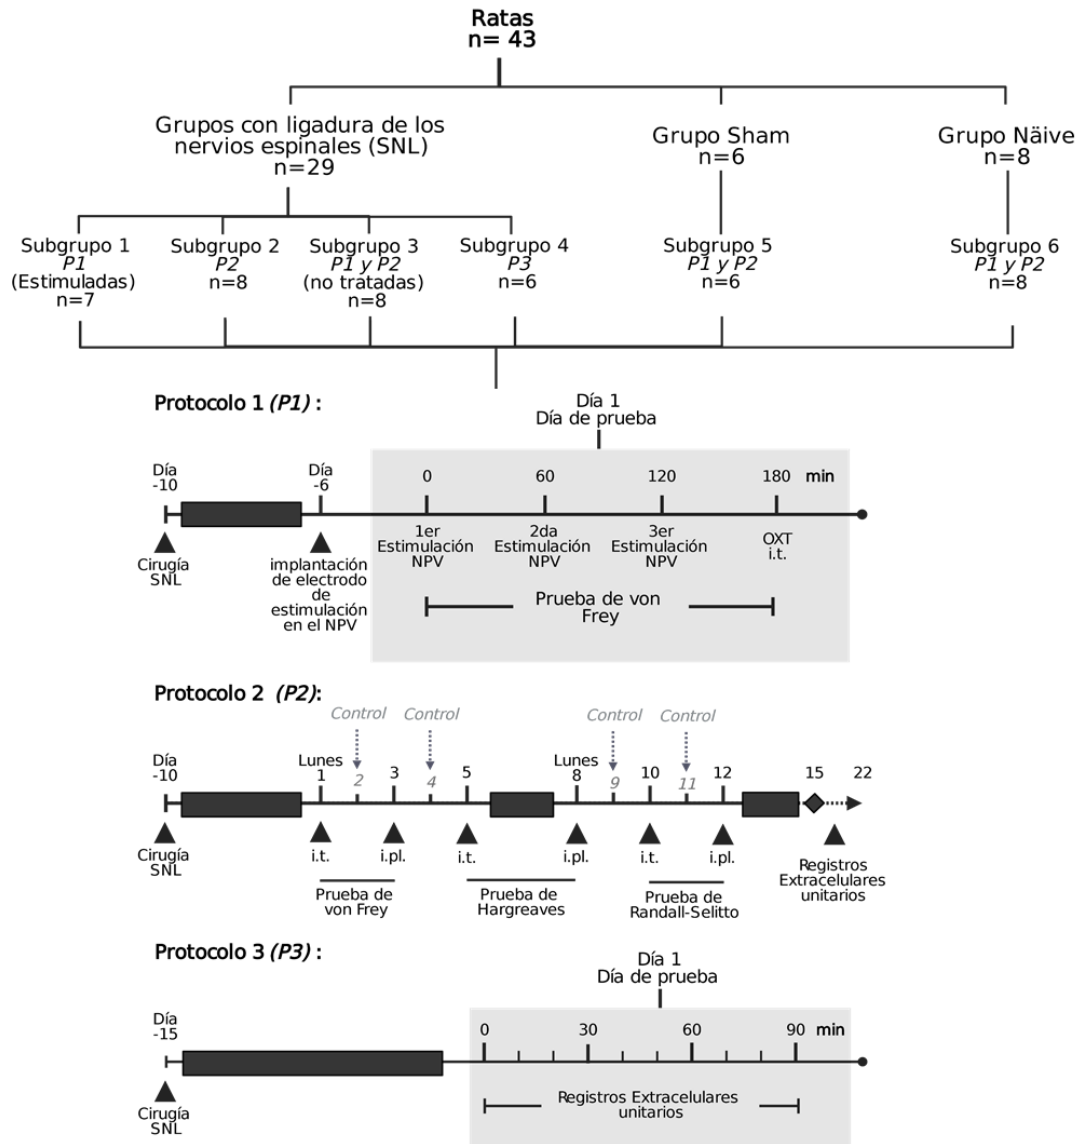 Ratas
n= 43
Grupos con ligadura de los
nervios espinales (SNL)
n=29
Grupo Sham
n=6
Grupo Näive
n=8
Subgrupo 1
P1
(Estimuladas)
n=7
Subgrupo 2
P2
n=8
Subgrupo 3
P1 y P2
(no tratadas)
n=8
Subgrupo 4
P3
n=6
Subgrupo 5
P1 y P2
n=6
Subgrupo 6
P1 y P2
n=8
Protocolo 1 (P1) :
Día 1
Día de prueba
Día
-10
Día
-6
0 60 120 180 min
Cirugía
SNL
implantación
de electrodo
de
estimulación
en el NPV
1er
Estimulación
NPV
2da
Estimulación
NPV
3er
Estimulación
NPV
OXT
i.t.
Prueba de von
Frey
Protocolo 2 (P2):
Control Control Control Control
Día
-10
Lunes
1 2 3 4 5
Lunes
8 9 10 11 12 15 22
Cirugía
SNL
i.t. i.pl. i.t. i.pl. i.t. i.pl.
Prueba de
von Frey
Prueba de
Hargreaves
Prueba de
Randall-Selitto
Registros
Extracelulares
unitarios
Protocolo 3 (P3) :
Día 1
Día de prueba
Día
-15
0 30 60 90 min
Cirugía
SNL
Registros Extracelulares
unitarios